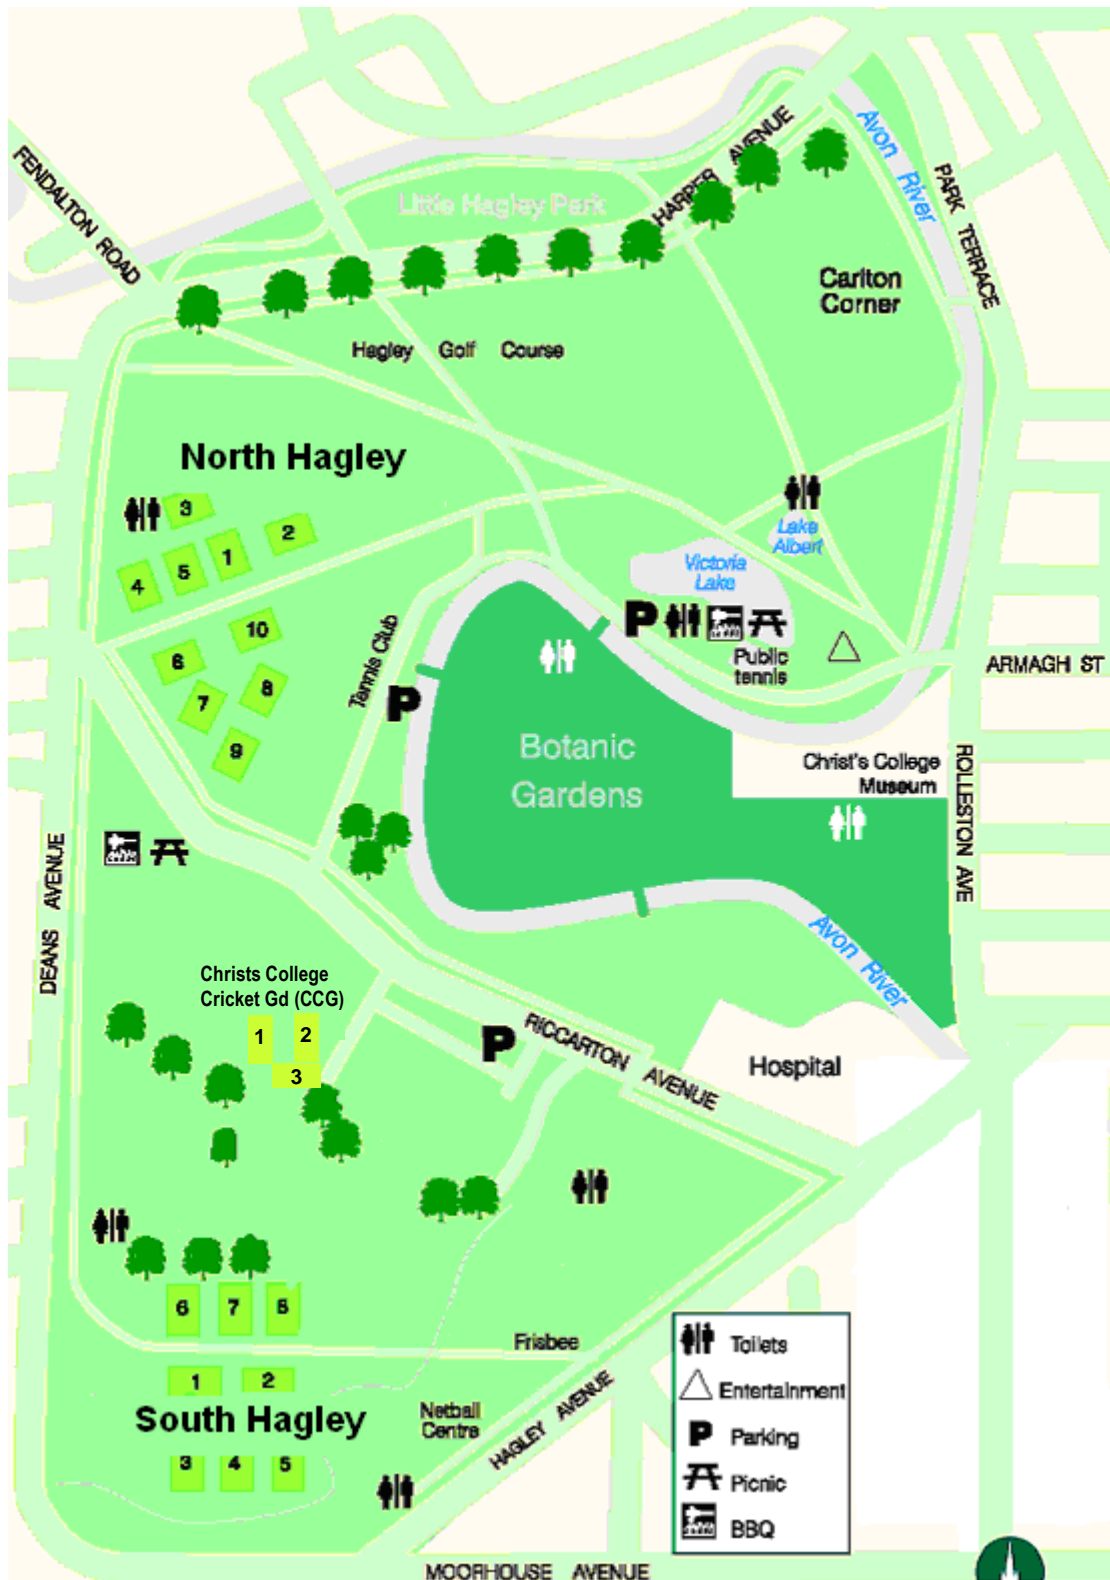 FENDALTON ROAD
Little Hagley Park
HARPER AVENUE
Avon River
PARK TERRACE
Carlton
Corner
Hagley Golf Course
North Hagley
3
2
1
5
4
Lake
Albert
Victoria
Lake
10
6
8
7
9
Tennis Club
P
P
Public
tennis
ARMAGH ST
Botanic
Gardens
Christ's College
Museum
ROLLESTON AVE
DEANS AVENUE
Avon River
Christs College
Cricket Gd (CCG)
1
2
3
P
RICCARTON AVENUE
Hospital
6
7
8
Frisbee
1
2
South Hagley
Netball
Centre
HAGLEY AVENUE
3
4
5
Toilets
Entertainment
P Parking
Picnic
BBQ
MOORHOUSE AVENUE